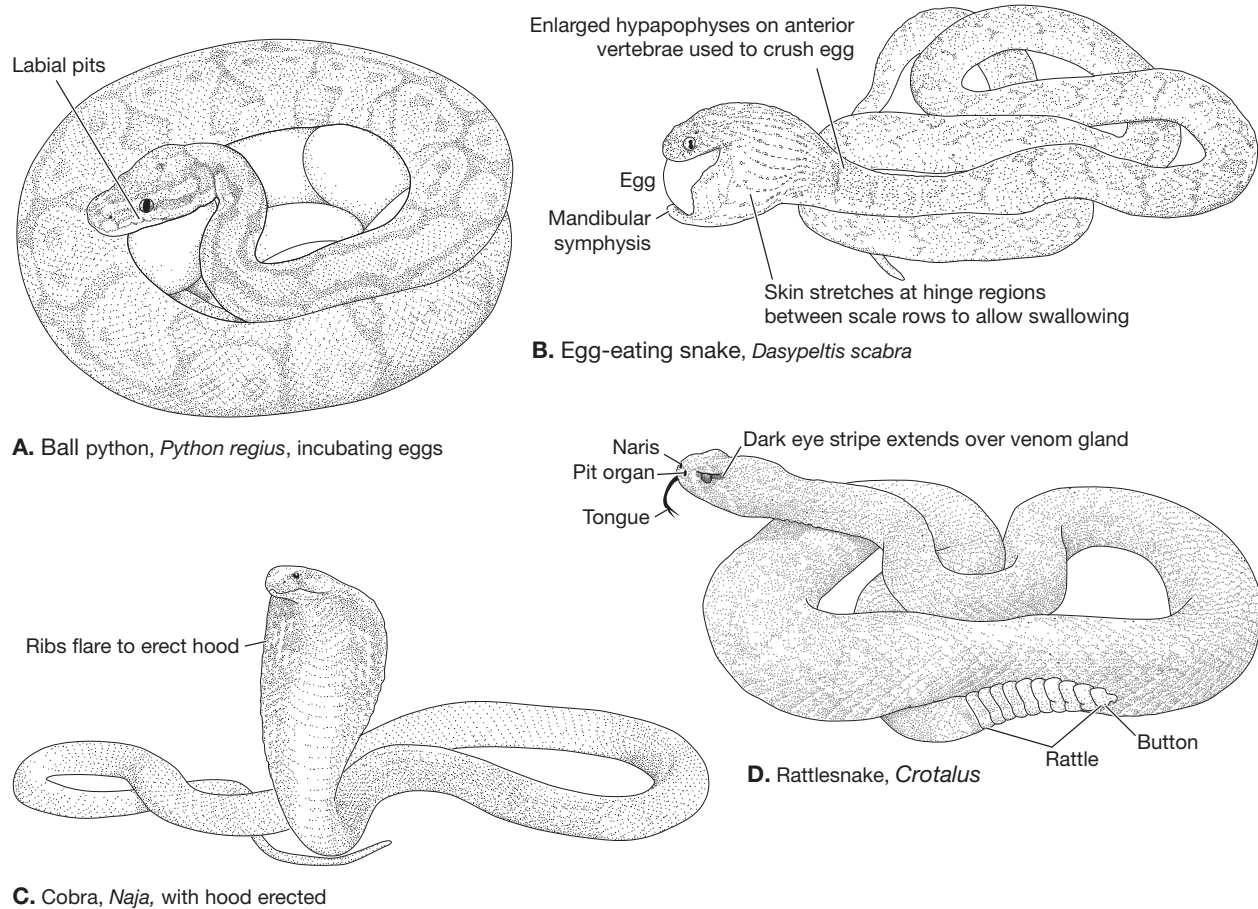 Labial pits
A. Ball python, Python regius, incubating eggs
Enlarged hypapophyses on anterior
vertebrae used to crush egg
Egg
Mandibular
symphysis
Skin stretches at hinge regions
between scale rows to allow swallowing
B. Egg-eating snake, Dasypeltis scabra
Ribs flare to erect hood
C. Cobra, Naja, with hood erected
Naris
Pit organ
Tongue
Dark eye stripe extends over venom gland
Button
Rattle
D. Rattlesnake, Crotalus